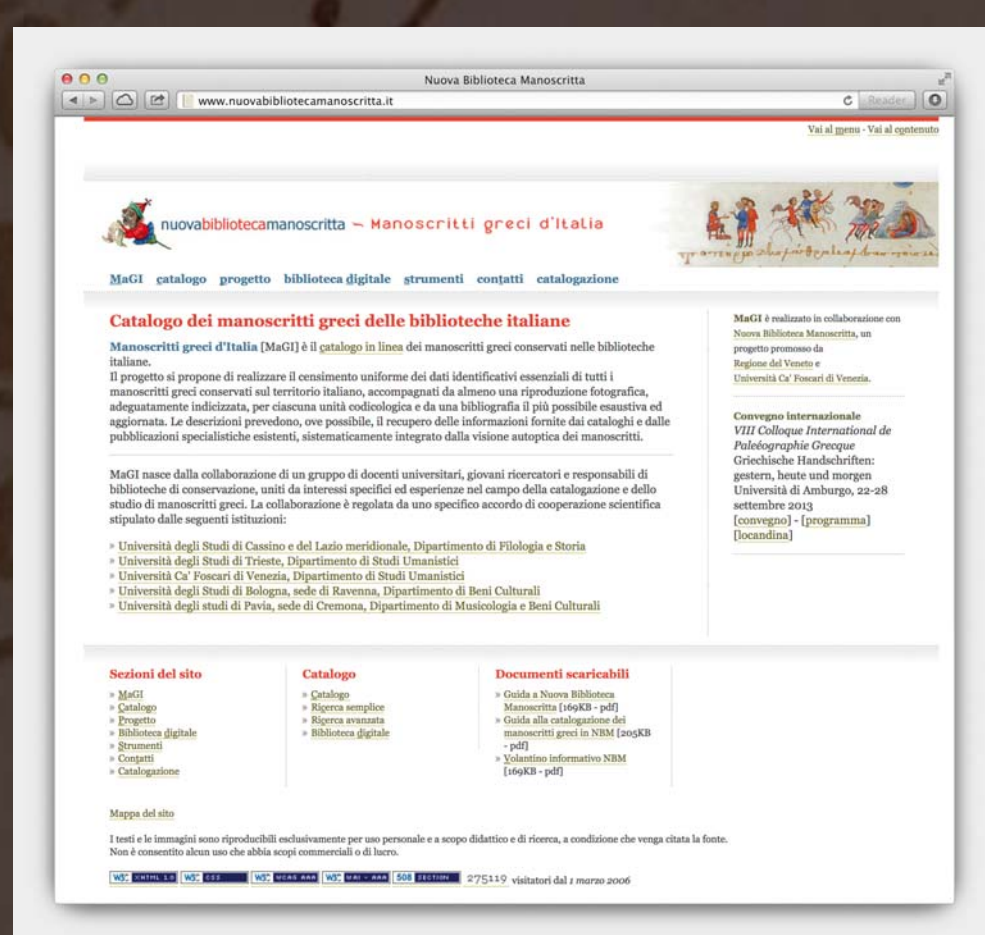 Nuova Biblioteca Manoscritta
www.nuovabibliotecamanoscritta.it
Reader
Vai al menu - Vai al contenuto
nuovabibliotecamanoscritta – Manoscritti greci d'Italia
MaGI catalogo progetto biblioteca digitale strumenti contatti catalogazione
Catalogo dei manoscritti greci delle biblioteche italiane
Manoscritti greci d'Italia [MaGI] è il catalogo in linea dei manoscritti greci conservati nelle biblioteche
italiane.
Il progetto si propone di realizzare il censimento uniforme dei dati identificativi essenziali di tutti i
manoscritti greci conservati sul territorio italiano, accompagnati da almeno una riproduzione fotografica,
adeguatamente indicizzata, per ciascuna unità codicologica e da una bibliografia il più possibile esaustiva ed
aggiornata. Le descrizioni prevedono, ove possibile, il recupero delle informazioni fornite dai cataloghi e dalle
pubblicazioni specialistiche esistenti, sistematicamente integrato dalla visione autoptica dei manoscritti.
MaGI nasce dalla collaborazione di un gruppo di docenti universitari, giovani ricercatori e responsabili di
biblioteche di conservazione, uniti da interessi specifici ed esperienze nel campo della catalogazione e dello
studio di manoscritti greci. La collaborazione è regolata da uno specifico accordo di cooperazione scientifica
stipulato dalle seguenti istituzioni:
» Università degli Studi di Cassino e del Lazio meridionale, Dipartimento di Filologia e Storia
» Università degli Studi di Trieste, Dipartimento di Studi Umanistici
» Università Ca' Foscari di Venezia, Dipartimento di Studi Umanistici
» Università degli Studi di Bologna, sede di Ravenna, Dipartimento di Beni Culturali
» Università degli studi di Pavia, sede di Cremona, Dipartimento di Musicologia e Beni Culturali
MaGI è realizzato in collaborazione con
Nuova Biblioteca Manoscritta, un
progetto promosso da
Regione del Veneto e
Università Ca' Foscari di Venezia.
Convegno internazionale
VIII Colloque International de
Paléographie Grecque
Griechische Handschriften:
gestern, heute und morgen
Università di Amburgo, 22-28
settembre 2013
[convegno] - [programma]
[locandina]
Sezioni del sito
» MaGI
» Catalogo
» Progetto
» Biblioteca digitale
» Strumenti
» Contatti
» Catalogazione
Catalogo
» Catalogo
» Ricerca semplice
» Ricerca avanzata
» Biblioteca digitale
Documenti scaricabili
» Guida a Nuova Biblioteca
Manoscritta [169KB - pdf]
» Guida alla catalogazione dei
manoscritti greci in NBM [205KB
- pdf]
» Volantino informativo NBM
[169KB - pdf]
Mappa del sito
I testi e le immagini sono riproducibili esclusivamente per uso personale e a scopo didattico e di ricerca, a condizione che venga citata la fonte.
Non è consentito alcun uso che abbia scopi commerciali o di lucro.
W3C XHTML 1.0 W3C CSS W3C WCAG AAA W3C WAI - AAA 508 SECTION 275119 visitatori dal 1 marzo 2006